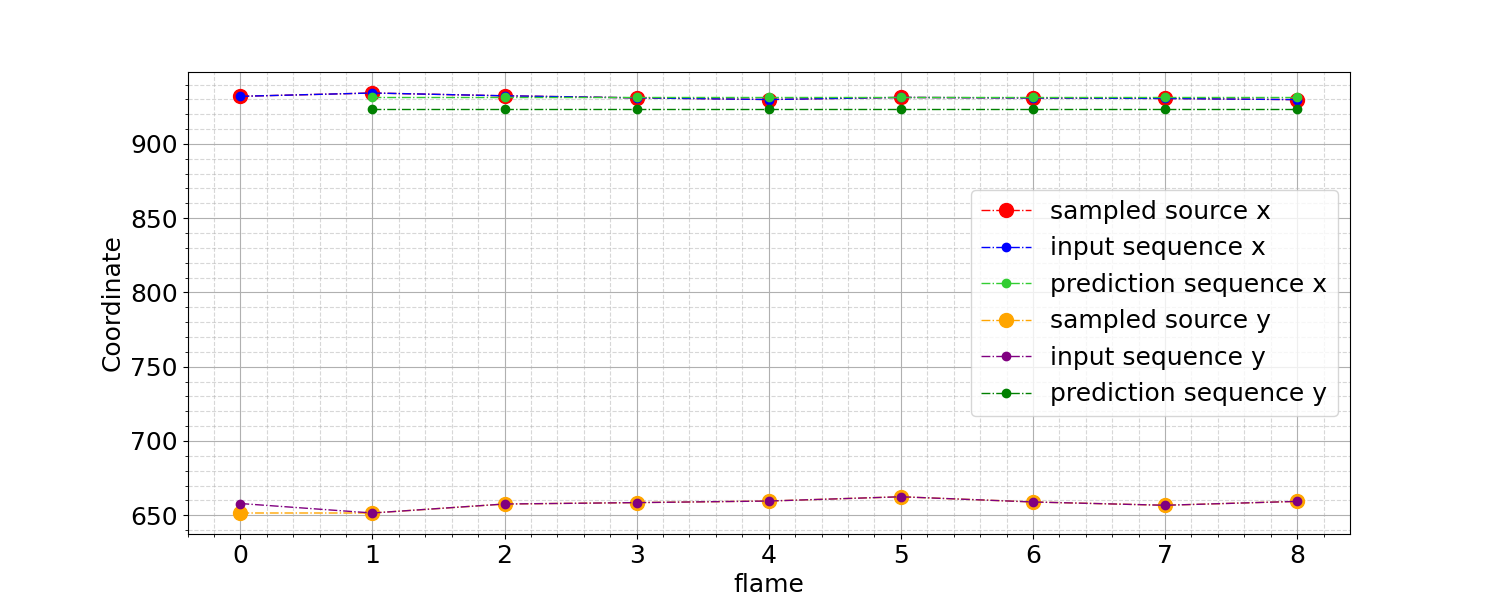 Coordinate
900
850
800
750
700
650
0 1 2 3 4 5 6 7 8
flame
sampled source x
input sequence x
prediction sequence x
sampled source y
input sequence y
prediction sequence y